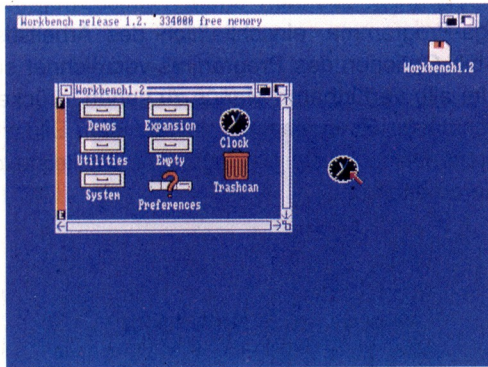 Workbench release 1.2. 334000 free memory
Workbench1.2
Workbench1.2
Demos Expansion Clock
Utilities Empty Trashcan
System Preferences
F
E